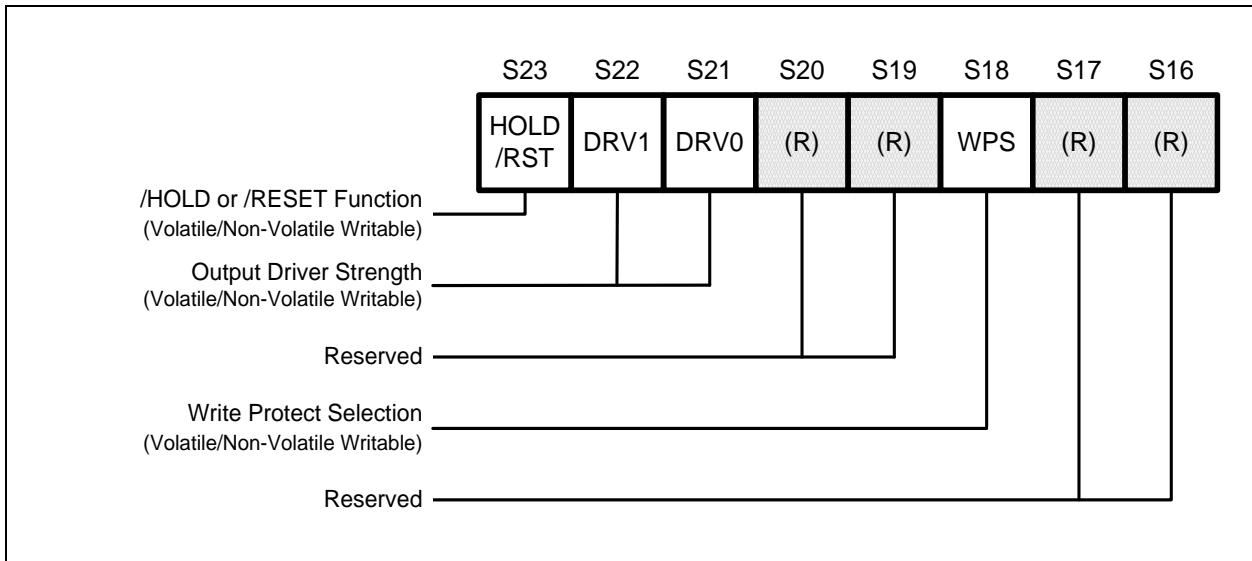 S23 S22 S21 S20 S19 S18 S17 S16
HOLD
/RST
DRV1 DRV0 (R) (R) WPS (R) (R)
/HOLD or /RESET Function
(Volatile/Non-Volatile Writable)
Output Driver Strength
(Volatile/Non-Volatile Writable)
Reserved
Write Protect Selection
(Volatile/Non-Volatile Writable)
Reserved